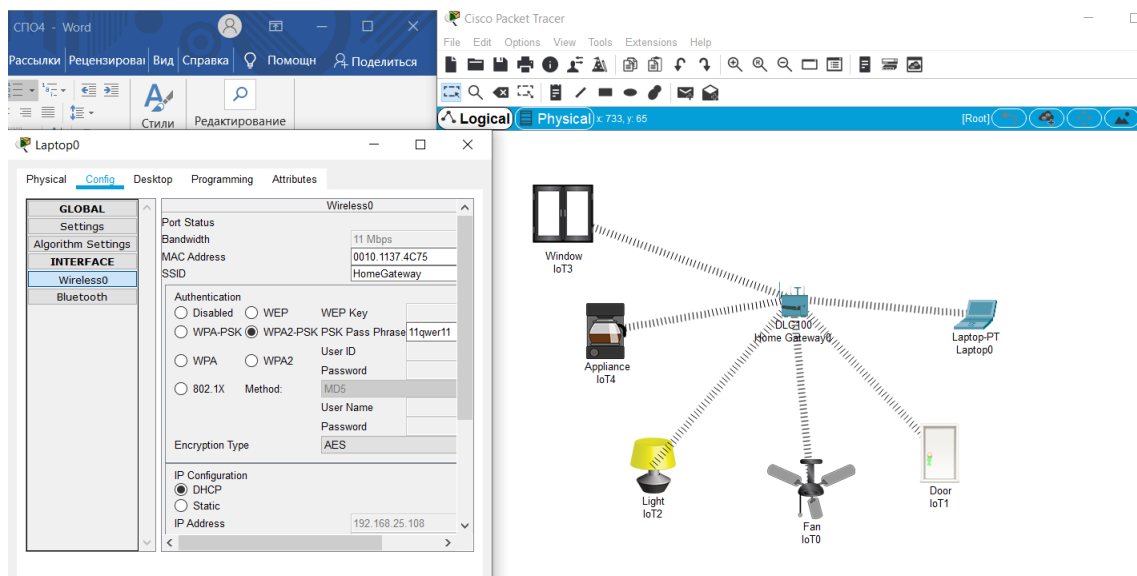 СПО4 - Word
Рассылки Рецензировал Вид Справка Помощн Поделиться
Стили Редактирование
Cisco Packet Tracer
File Edit Options View Tools Extensions Help
Logical Physical x: 733, y: 65 [Root]
Laptop0
Physical Config Desktop Programming Attributes
GLOBAL
Settings
Algorithm Settings
INTERFACE
Wireless0
Bluetooth
Wireless0
Port Status
Bandwidth 11 Mbps
MAC Address 0010.1137.4C75
SSID HomeGateway
Authentication
Disabled WEP WEP Key
WPA-PSK WPA2-PSK PSK Pass Phrase 11qwer11
User ID
WPA WPA2
Password
802.1X Method: MD5
User Name
Password
Encryption Type AES
IP Configuration
DHCP
Static
IP Address 192.168.25.108
Window
IoT3
Appliance
IoT4
DLC100
Home Gateway0
Laptop-PT
Laptop0
Light
IoT2
Fan
IoT0
Door
IoT1